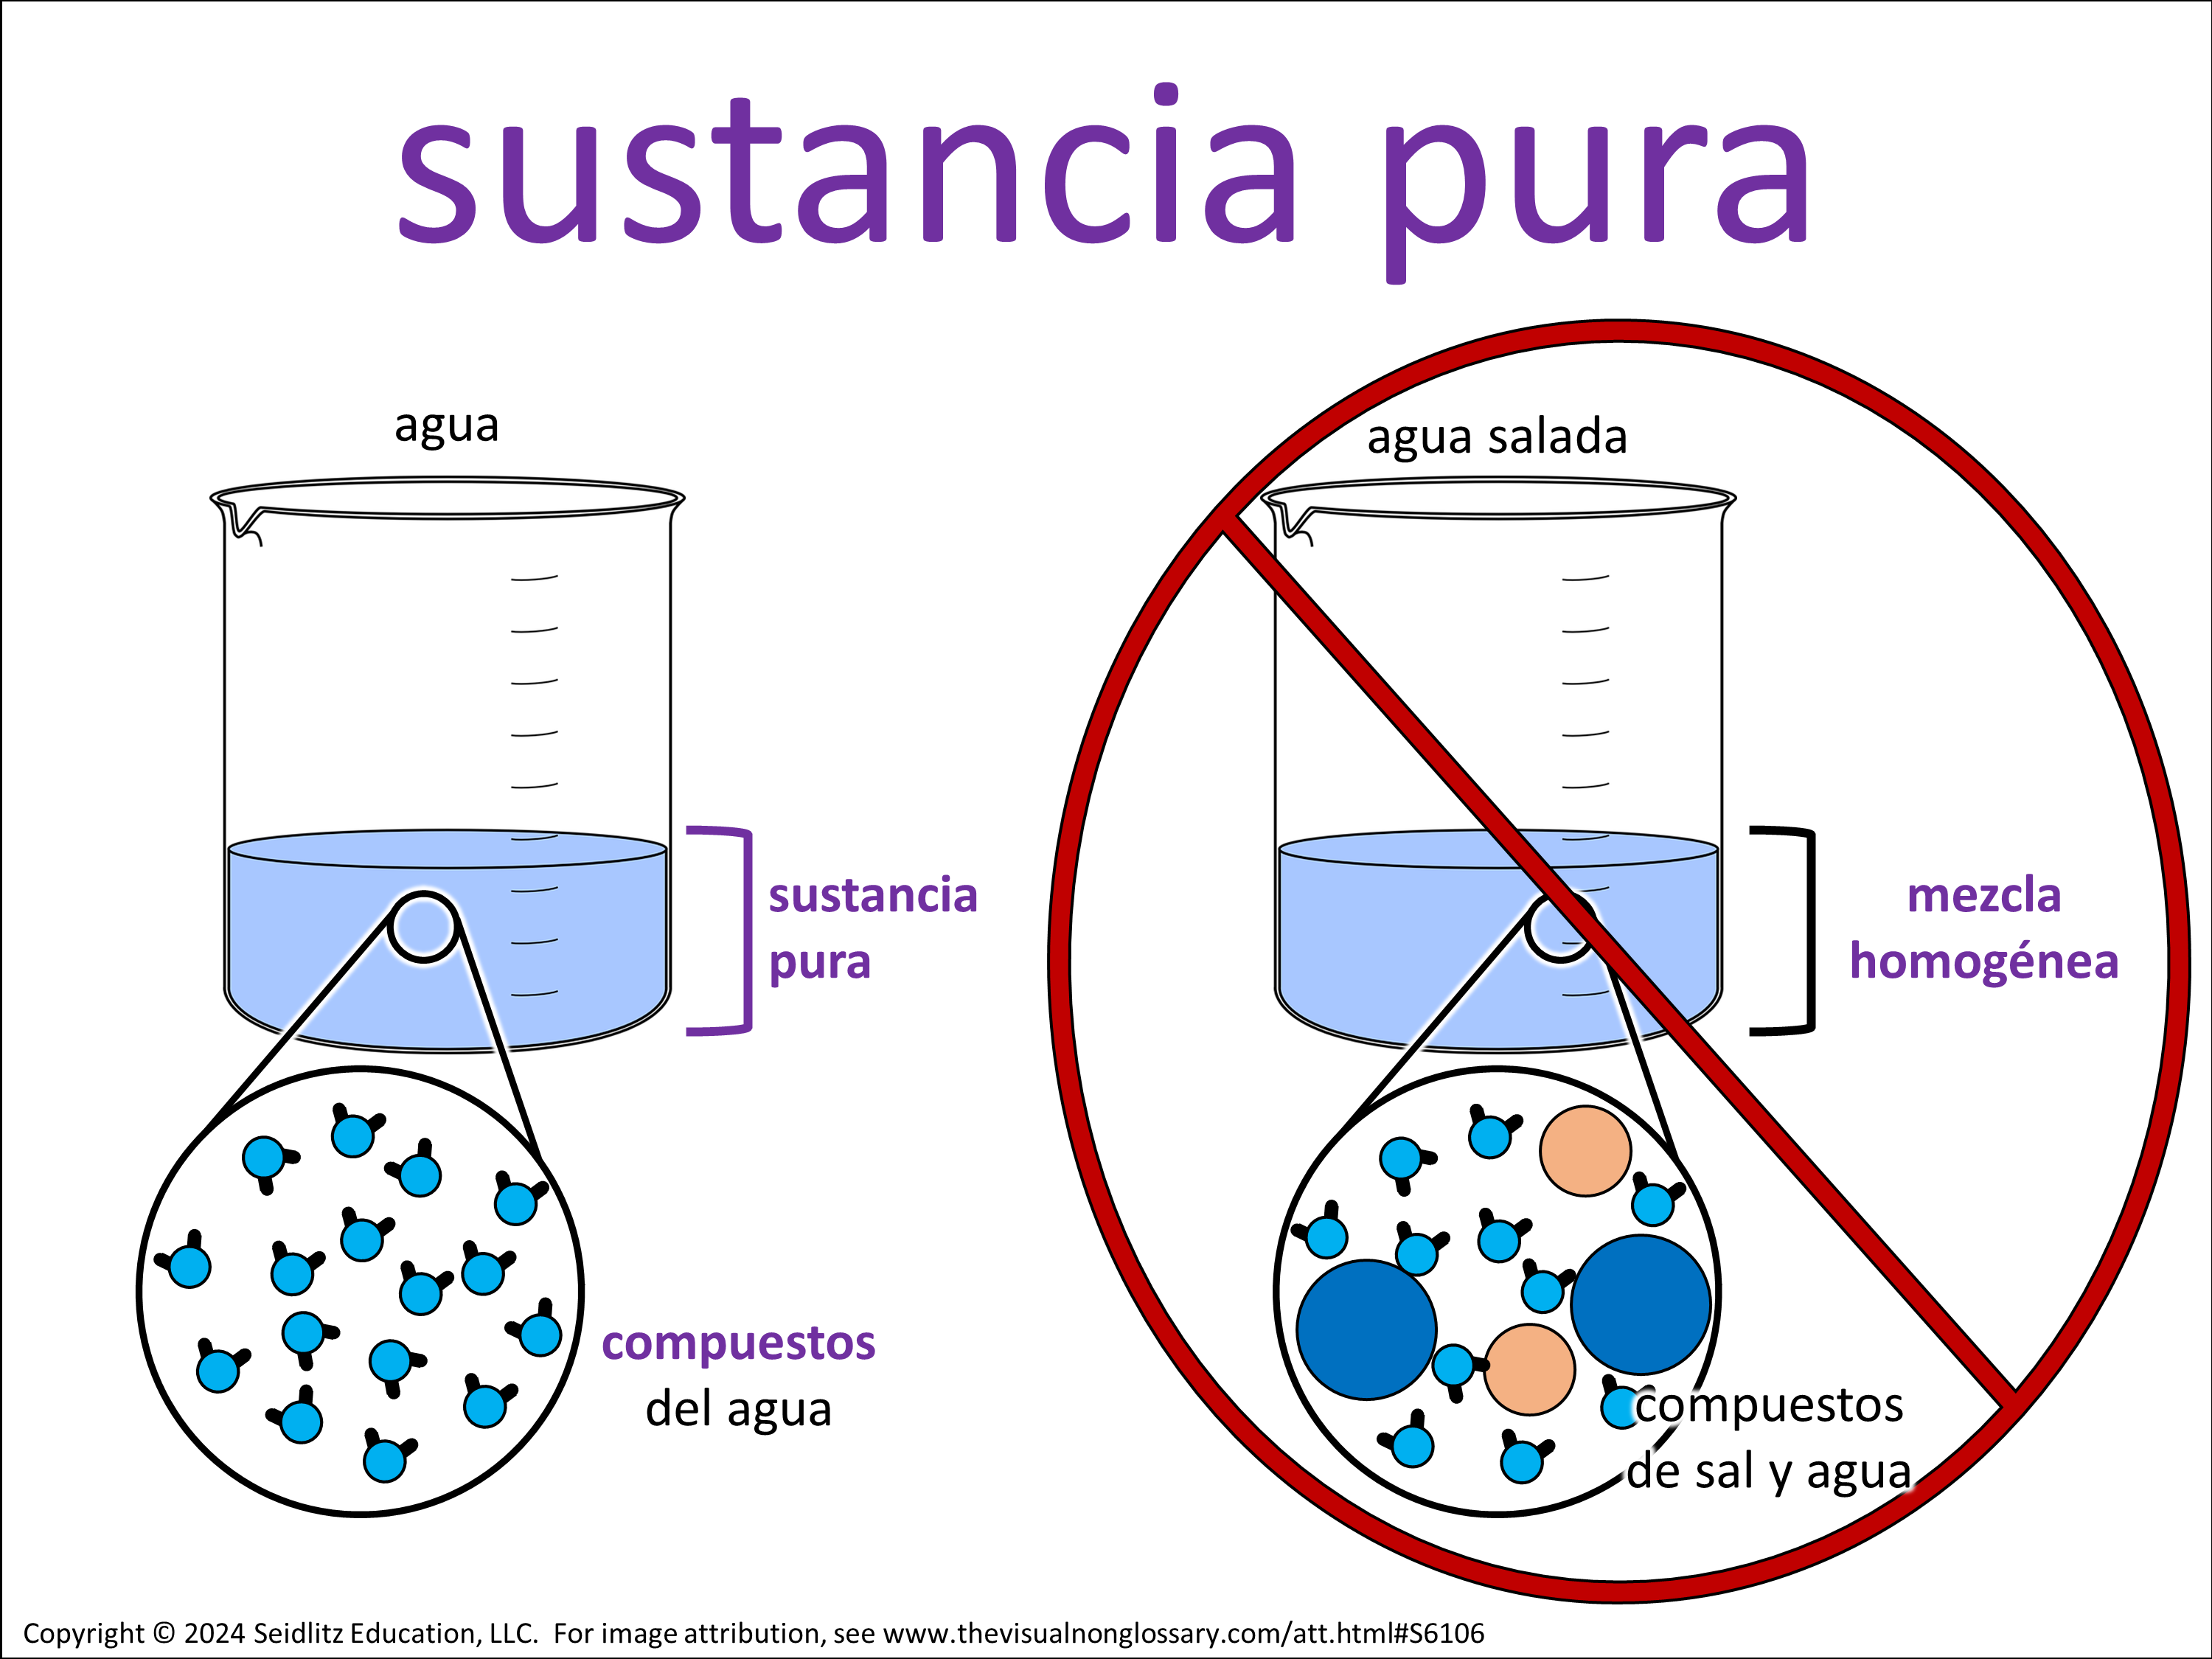 sustancia pura
agua
sustancia
pura
compuestos
del agua
agua salada
mezcla
homogénea
compuestos
de sal y agua
Copyright © 2024 Seidlitz Education, LLC.  For image attribution, see www.thevisualnonglossary.com/att.html#S6106